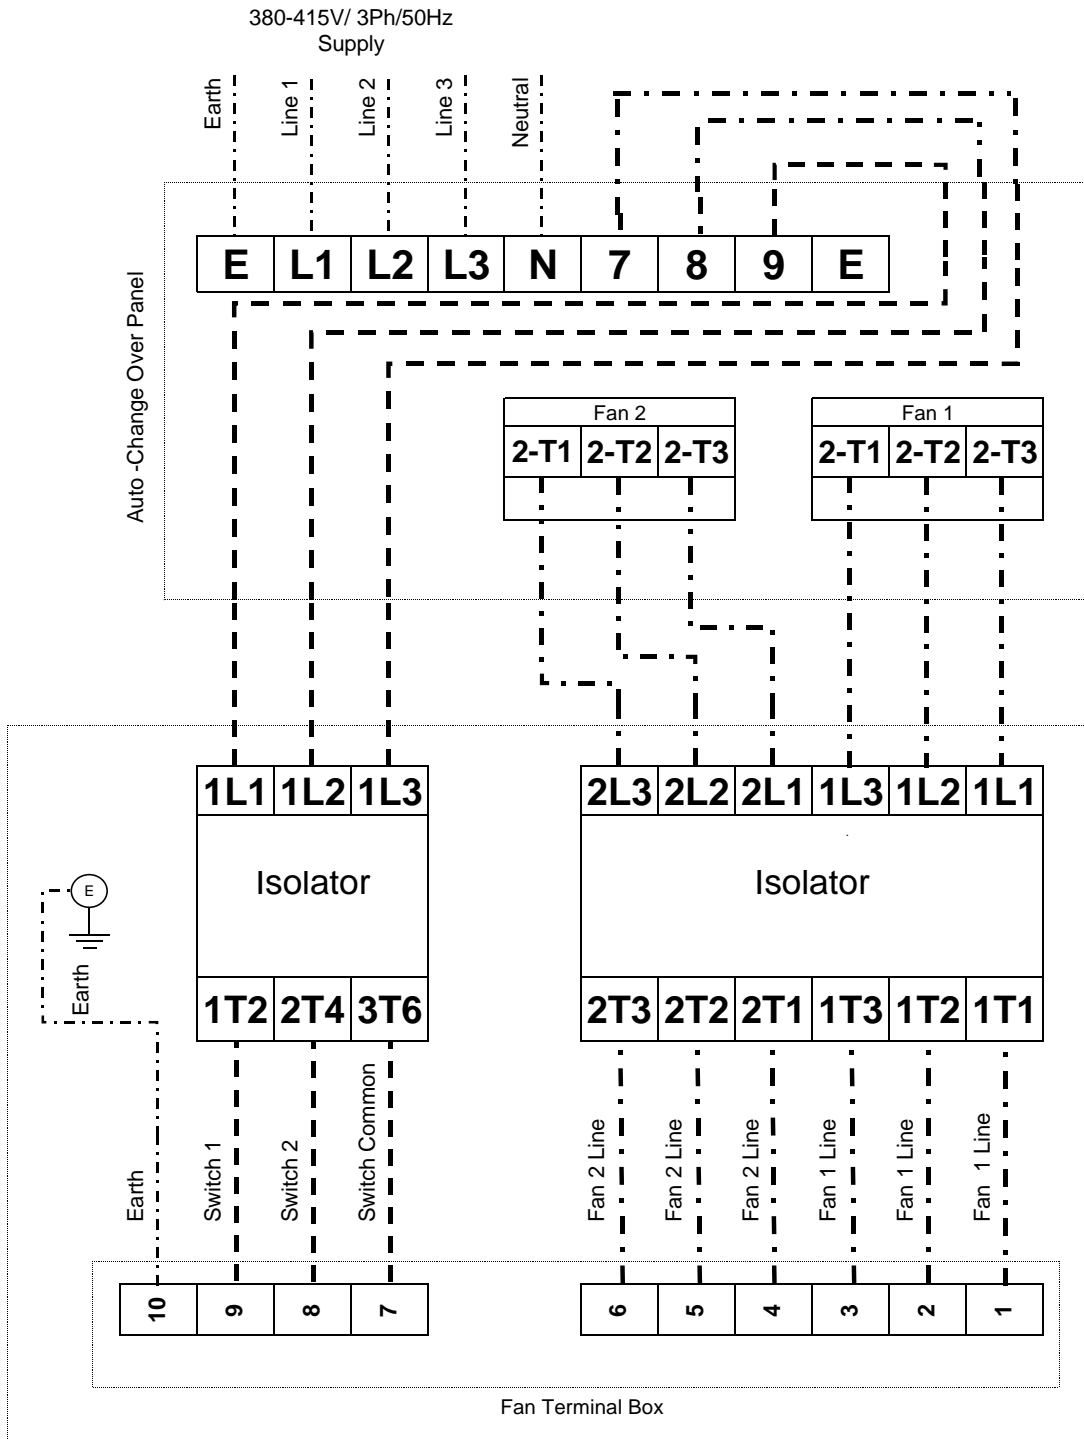 380-415V/ 3Ph/50Hz
Supply
Earth
Line 1
Line 2
Line 3
Neutral
E L1 L2 L3 N 7 8 9 E
Auto -Change Over Panel
Fan 2
2-T1 2-T2 2-T3
Fan 1
2-T1 2-T2 2-T3
1L1 1L2 1L3
Isolator
1T2 2T4 3T6
2L3 2L2 2L1 1L3 1L2 1L1
Isolator
2T3 2T2 2T1 1T3 1T2 1T1
E
Earth
Earth
Switch 1
Switch 2
Switch Common
Fan 2 Line
Fan 2 Line
Fan 2 Line
Fan 1 Line
Fan 1 Line
Fan 1 Line
10 9 8 7
6 5 4 3 2 1
Fan Terminal Box